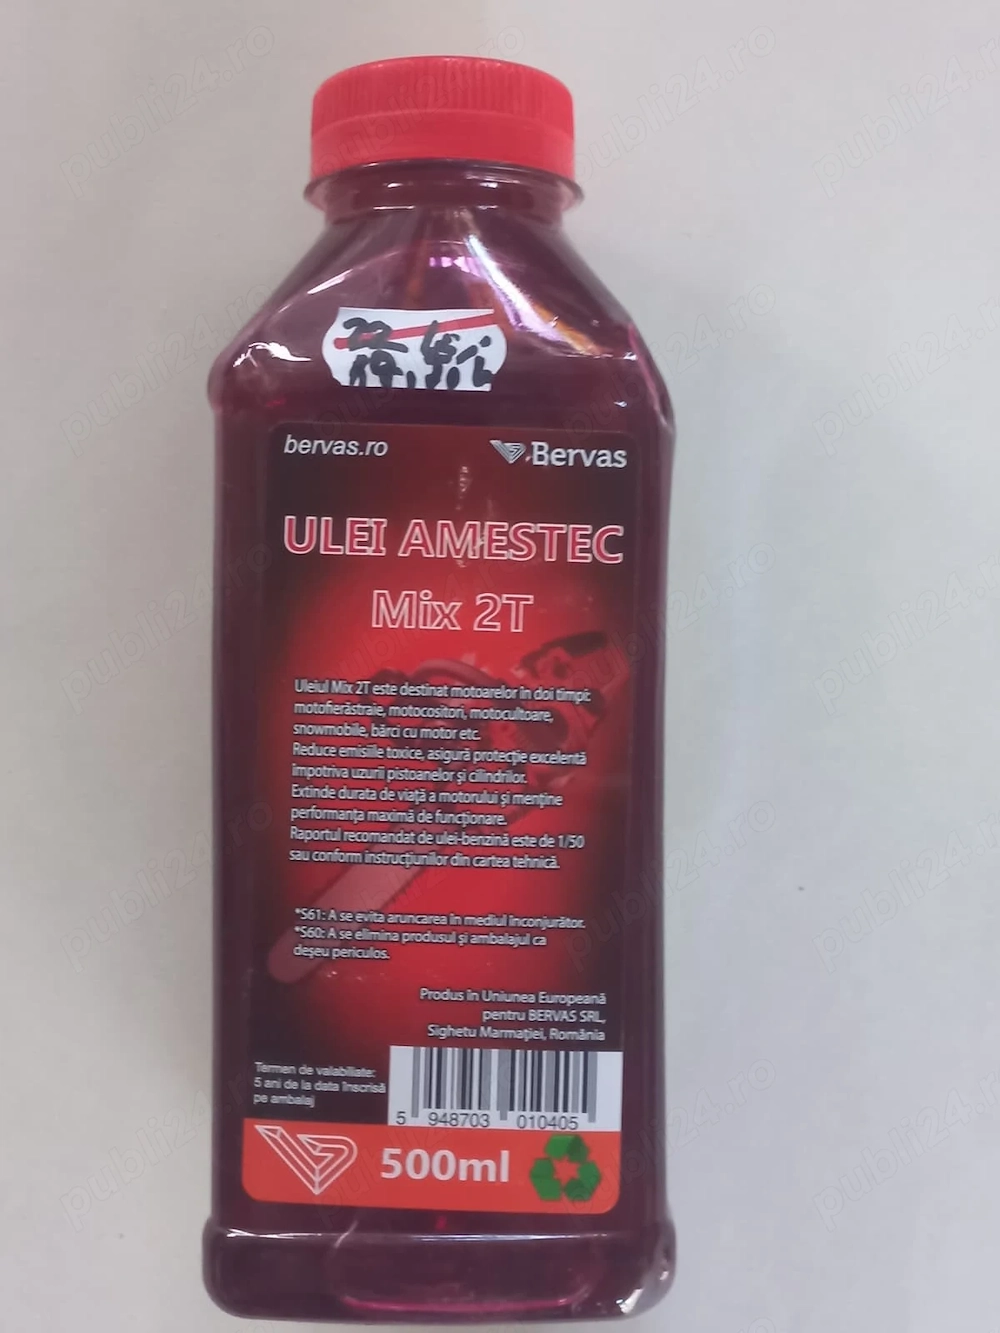 22 lei
bervas.ro
Bervas
ULEI AMESTEC
Mix 2T
Uleiul Mix 2T este destinat motoarelor în doi timpi:
motofierăstraie, motocositori, motocultoare,
snowmobile, bărci cu motor etc.
Reduce emisiile toxice, asigură protecție excelentă
împotriva uzurii pistoanelor și cilindrilor.
Extinde durata de viață a motorului și menține
performanța maximă de funcționare.
Raportul recomandat de ulei-benzină este de 1/50
sau conform instrucțiunilor din cartea tehnică.
*S61: A se evita aruncarea în mediul înconjurător.
*S60: A se elimina produsul și ambalajul ca
deșeu periculos.
Produs în Uniunea Europeană
pentru BERVAS SRL,
Sighetu Marmației, România
Termen de valabiliate:
5 ani de la data înscrisă
pe ambalaj
5 948703 010405
500ml
publi24.ro